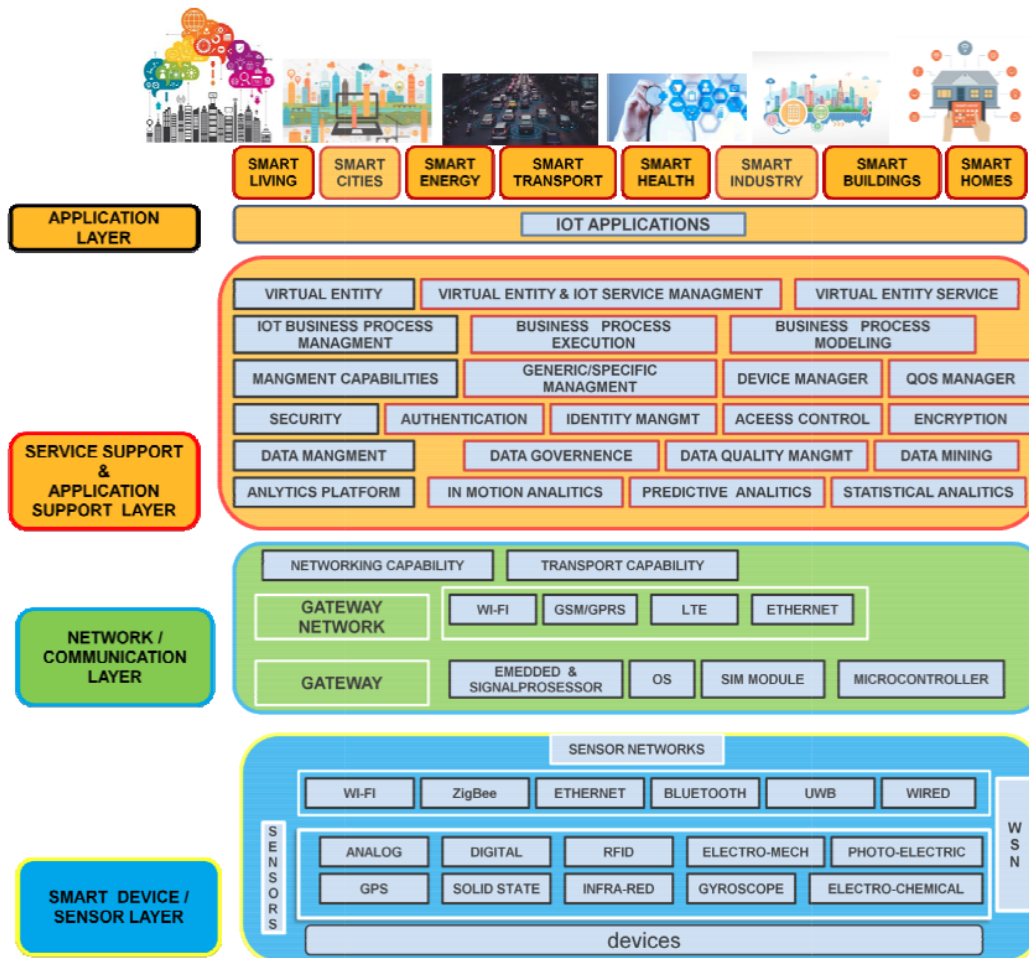 SMART LIVING
SMART CITIES
SMART ENERGY
SMART TRANSPORT
SMART HEALTH
SMART INDUSTRY
SMART BUILDINGS
SMART HOMES
APPLICATION
LAYER
IOT APPLICATIONS
VIRTUAL ENTITY
VIRTUAL ENTITY & IOT SERVICE MANAGMENT
VIRTUAL ENTITY SERVICE
IOT BUSINESS PROCESS
MANAGMENT
BUSINESS PROCESS
EXECUTION
BUSINESS PROCESS
MODELING
MANGMENT CAPABILITIES
GENERIC/SPECIFIC
MANAGMENT
DEVICE MANAGER
QOS MANAGER
SECURITY
AUTHENTICATION
IDENTITY MANGMT
ACEESS CONTROL
ENCRYPTION
SERVICE SUPPORT
&
APPLICATION
SUPPORT LAYER
DATA MANGMENT
DATA GOVERNENCE
DATA QUALITY MANGMT
DATA MINING
ANLYTICS PLATFORM
IN MOTION ANALITICS
PREDICTIVE ANALITICS
STATISTICAL ANALITICS
NETWORK /
COMMUNICATION
LAYER
NETWORKING CAPABILITY
TRANSPORT CAPABILITY
GATEWAY
NETWORK
WI-FI
GSM/GPRS
LTE
ETHERNET
GATEWAY
EMEDDED &
SIGNALPROSESSOR
OS
SIM MODULE
MICROCONTROLLER
SMART DEVICE /
SENSOR LAYER
SENSOR NETWORKS
WI-FI
ZigBee
ETHERNET
BLUETOOTH
UWB
WIRED
WSN
SENSORS
ANALOG
DIGITAL
RFID
ELECTRO-MECH
PHOTO-ELECTRIC
GPS
SOLID STATE
INFRA-RED
GYROSCOPE
ELECTRO-CHEMICAL
devices